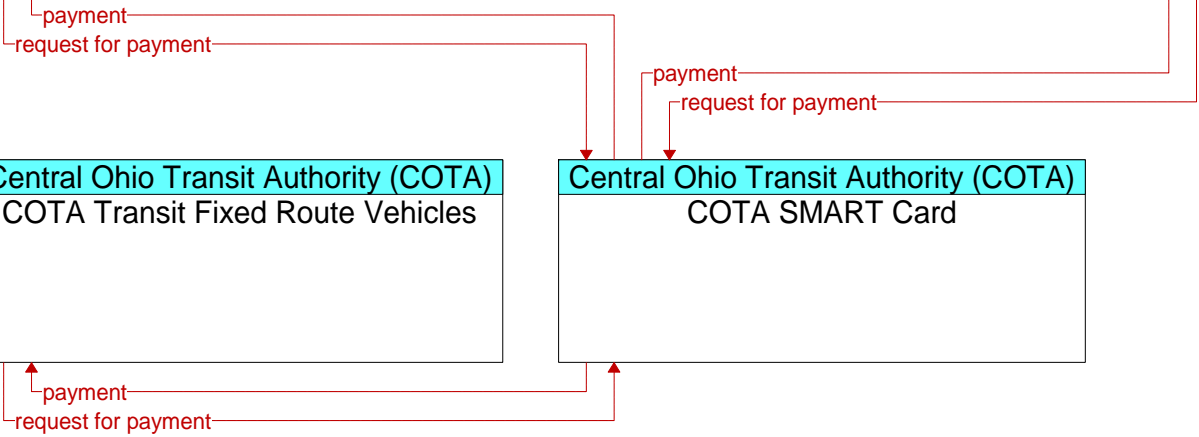 payment
request for payment
payment
request for payment
Central Ohio Transit Authority (COTA)
COTA Transit Fixed Route Vehicles
Central Ohio Transit Authority (COTA)
COTA SMART Card
payment
request for payment